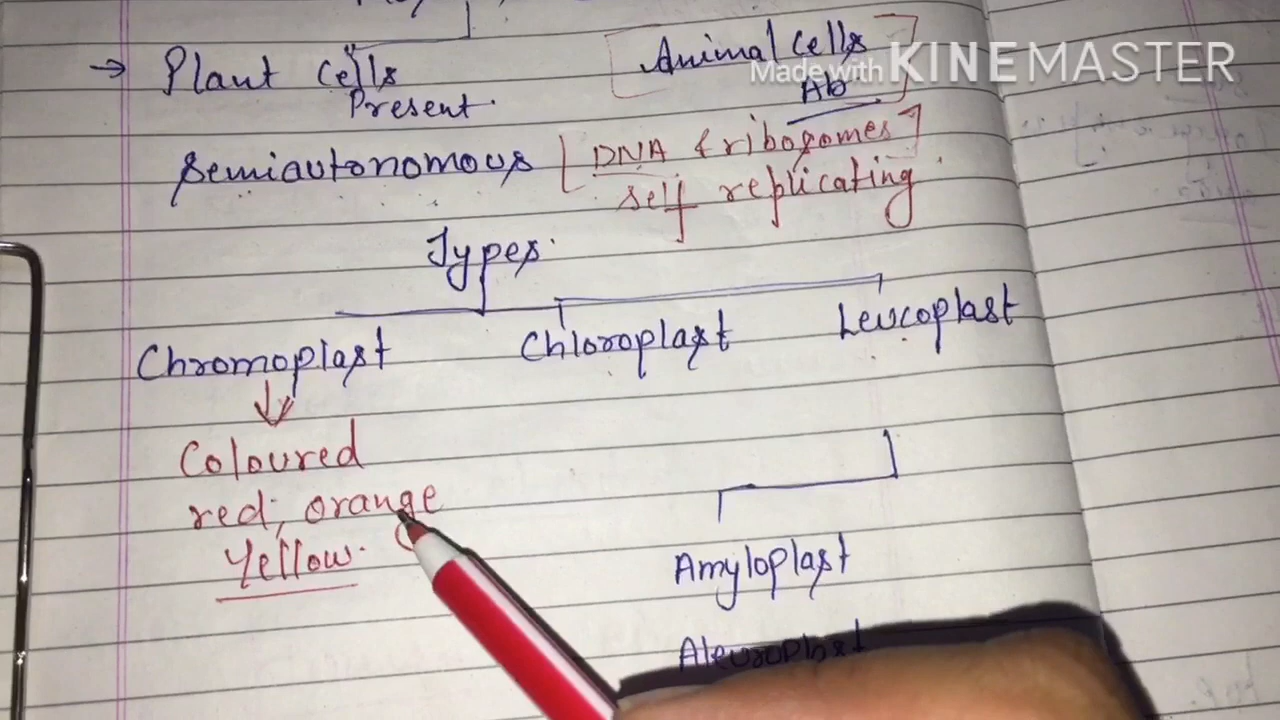 → Plant Cells
Present.
Animal Cells
Ab
Made with KINEMASTER
Semiautonomous [DNA & ribosomes]
self replicating
Types
Chromoplast
Chloroplast
Leucoplast
Coloured
red, orange
Yellow.
Amyloplast
Aleuroplast